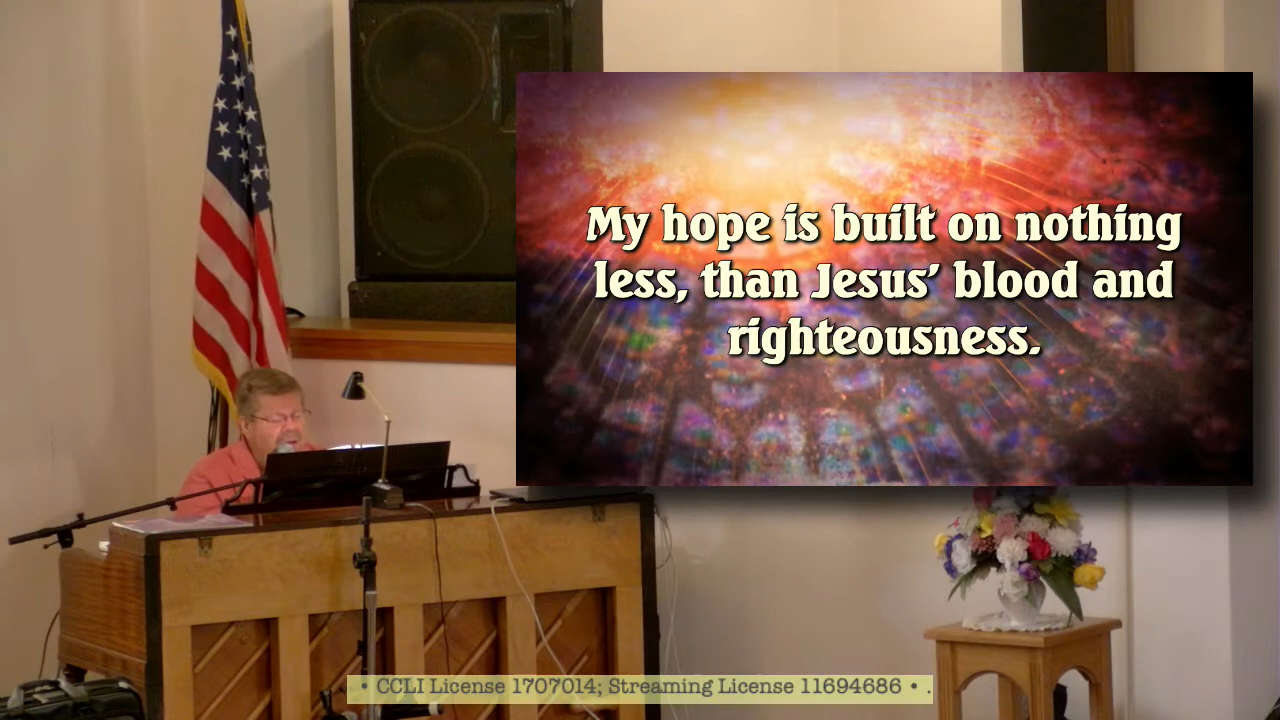 My hope is built on nothing
less, than Jesus’ blood and
righteousness.
• CCLI License 1707014; Streaming License 11694686 • .